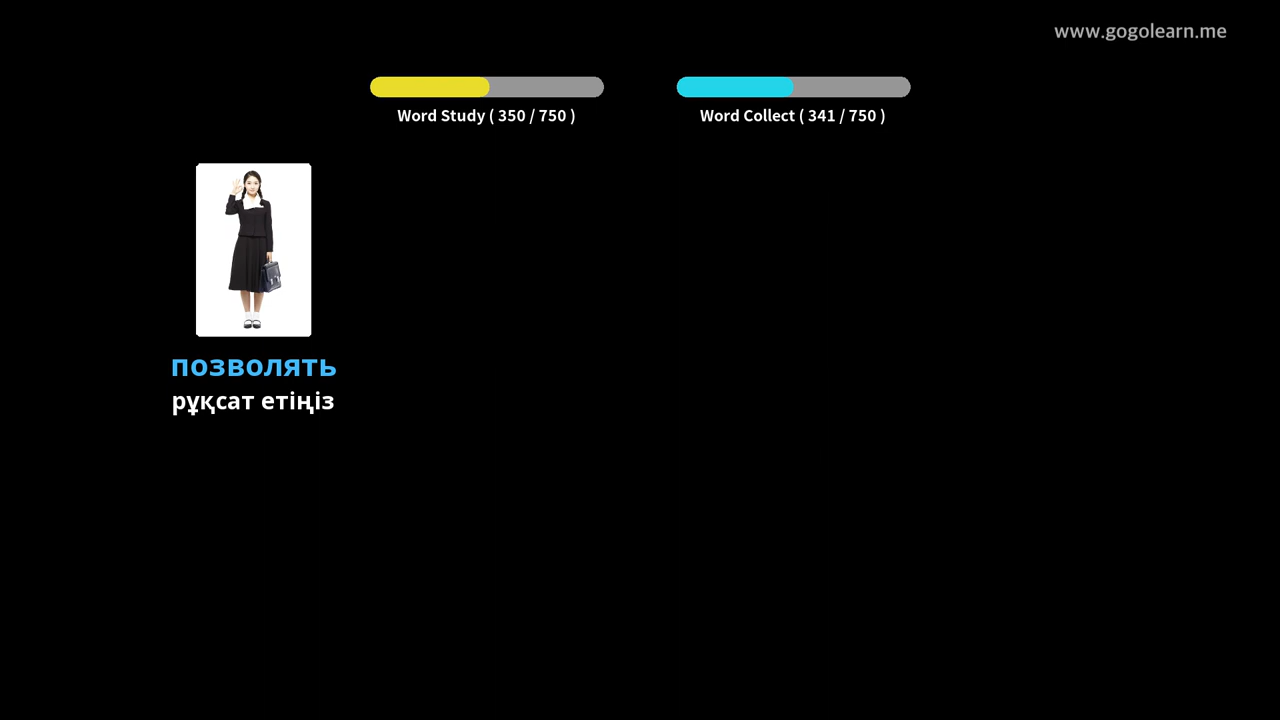 www.gogolearn.me
Word Study ( 350 / 750 )
Word Collect ( 341 / 750 )
позволять
рұқсат етіңіз